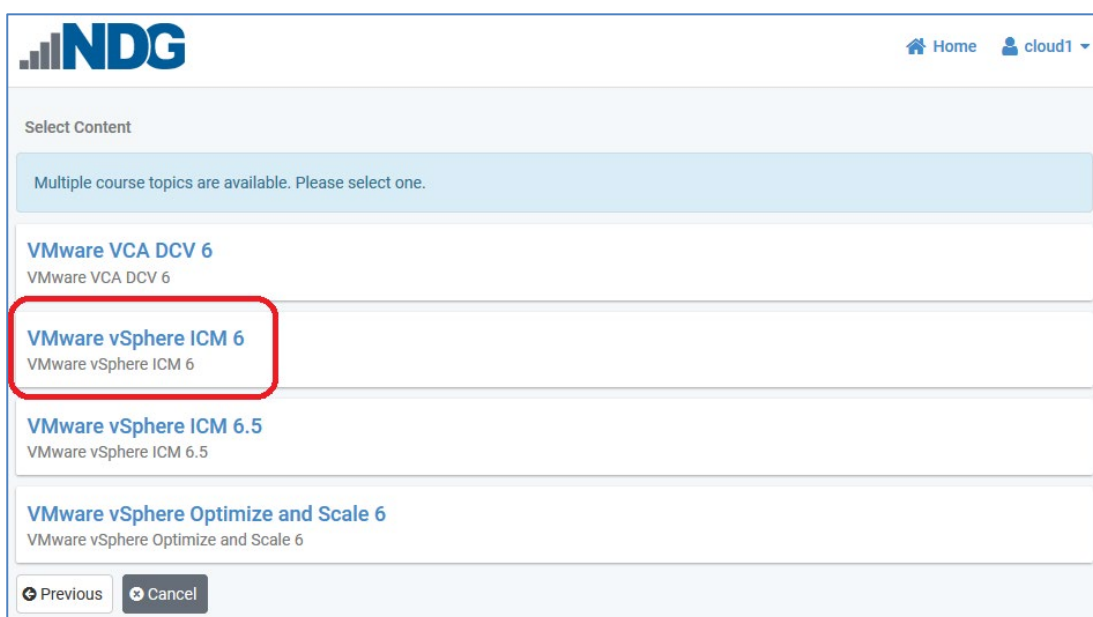 NDG
Home cloud1
Select Content
Multiple course topics are available. Please select one.
VMware VCA DCV 6
VMware VCA DCV 6
VMware vSphere ICM 6
VMware vSphere ICM 6
VMware vSphere ICM 6.5
VMware vSphere ICM 6.5
VMware vSphere Optimize and Scale 6
VMware vSphere Optimize and Scale 6
Previous Cancel